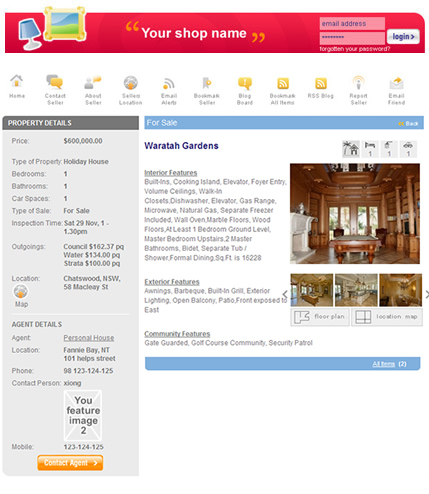 “ Your shop name ”
email address
********
login
forgotten your password?
Home
Contact Seller
About Seller
Sellers Location
Email Alerts
Bookmark Seller
Blog Board
Bookmark All Items
RSS Blog
Report Seller
Email Friend
PROPERTY DETAILS
Price: $600,000.00
Type of Property: Holiday House
Bedrooms: 1
Bathrooms: 1
Car Spaces: 1
Type of Sale: For Sale
Inspection Time: Sat 29 Nov, 1 -
1.30pm
Outgoings: Council $162.37 pq
Water $134.00 pq
Strata $100.00 pq
Location: Chatswood, NSW,
58 Macleay St
Map
AGENT DETAILS
Agent: Personal House
Location: Fannie Bay, NT
101 helps street
Phone: 98 123-124-125
Contact Person: xiong
You
feature
image
2
Mobile: 123-124-125
Contact Agent >
For Sale
Back
Waratah Gardens
1 1 1
Interior Features
Built-Ins, Cooking Island, Elevator, Foyer Entry,
Volume Ceilings, Walk-In
Closets,Dishwasher, Elevator, Gas Range,
Microwave, Natural Gas, Separate Freezer
Included, Wall Oven,Marble Floors, Wood
Floors,At Least 1 Bedroom Ground Level,
Master Bedroom Upstairs,2 Master
Bathrooms, Bidet, Separate Tub /
Shower,Formal Dining,Sq.Ft. is 16228
Exterior Features
Awnings, Barbeque, Built-In Grill, Exterior
Lighting, Open Balcony, Patio,Front exposed to
East
floor plan
location map
Community Features
Gate Guarded, Golf Course Community, Security Patrol
All Items (2)